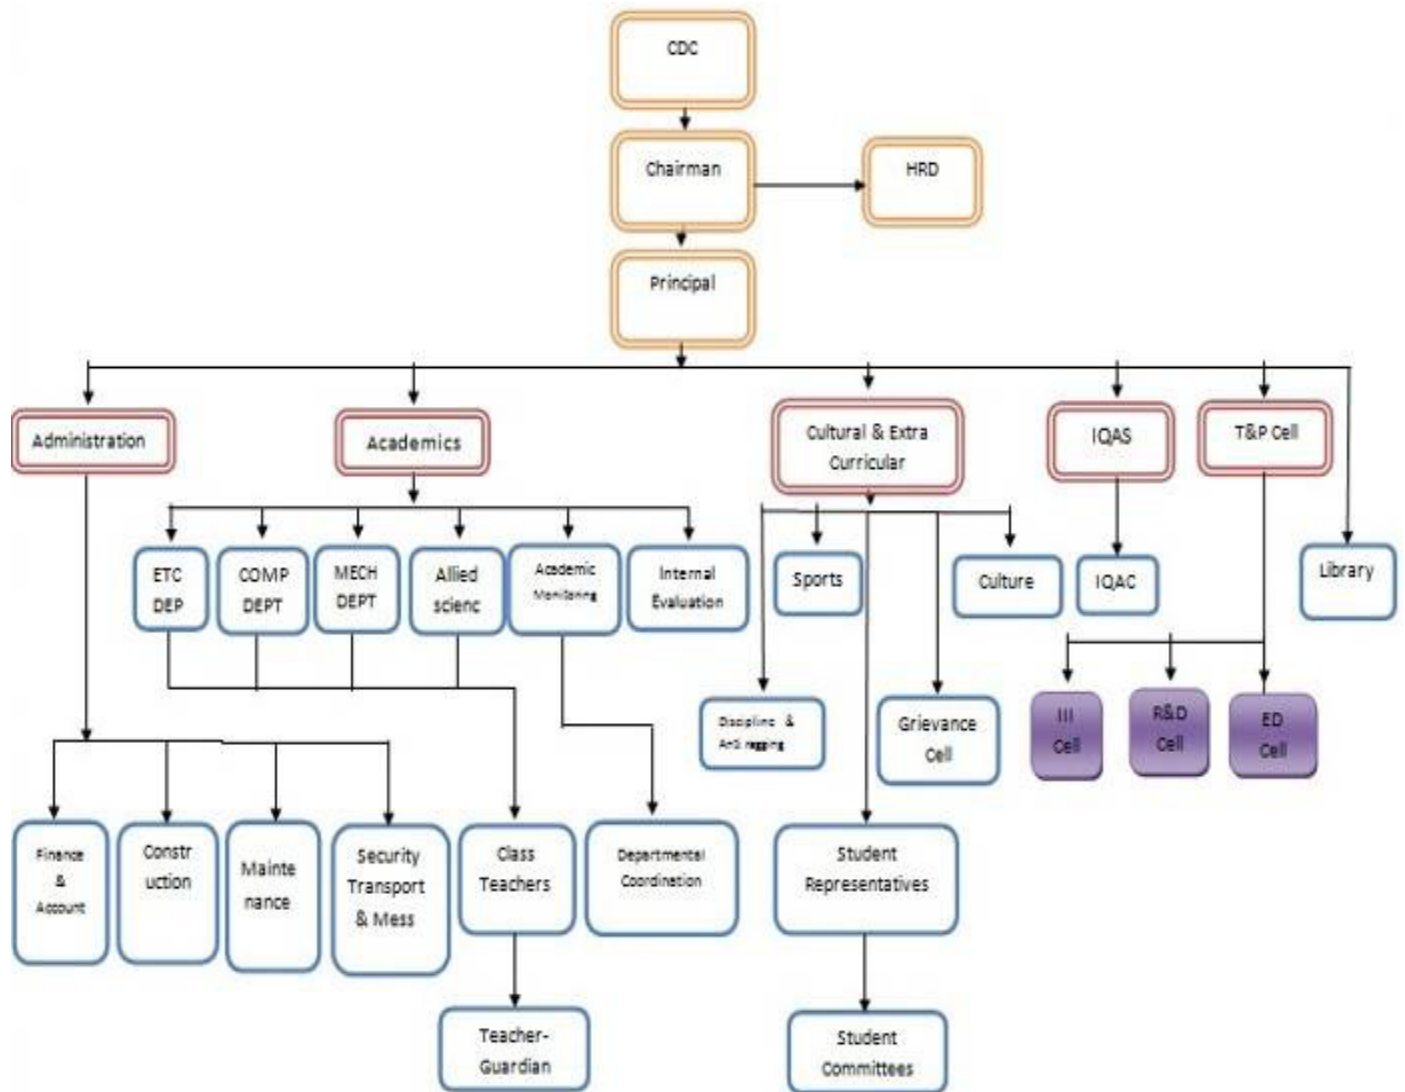 CDC
Chairman
HRD
Principal
Administration
Academics
Cultural & Extra
Curricular
IQAS
T&P Cell
ETC
DEP
COMP
DEPT
MECH
DEPT
Allied
scienc
Academic
Monitoring
Internal
Evaluation
Sports
Culture
IQAC
Library
Discipline &
Anti ragging
Grievance
Cell
III
Cell
R&D
Cell
ED
Cell
Finance
&
Account
Constr
uction
Mainte
nance
Security
Transport
& Mess
Class
Teachers
Departmental
Coordination
Student
Representatives
Teacher-
Guardian
Student
Committees